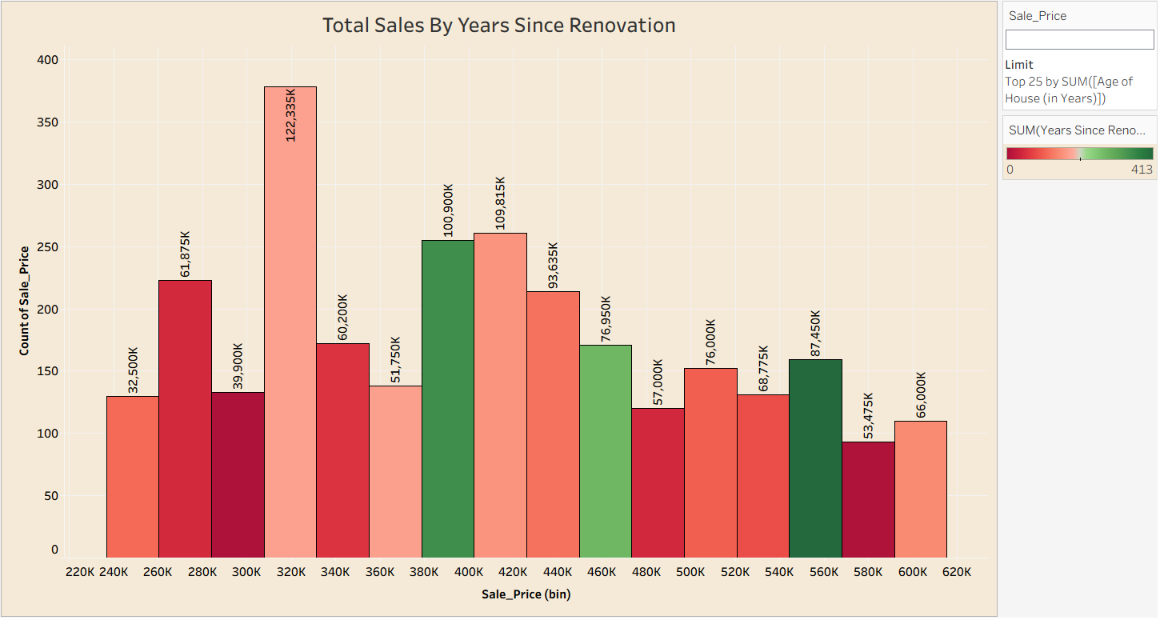 Total Sales By Years Since Renovation
Count of Sale_Price
400
350
300
250
200
150
100
50
0
32,500K
61,875K
39,900K
122,335K
60,200K
51,750K
100,900K
109,815K
93,635K
76,950K
57,000K
76,000K
68,775K
87,450K
53,475K
66,000K
220K 240K 260K 280K 300K 320K 340K 360K 380K 400K 420K 440K 460K 480K 500K 520K 540K 560K 580K 600K 620K
Sale_Price (bin)
Sale_Price
Limit
Top 25 by SUM([Age of
House (in Years)])
SUM(Years Since Reno...
0 413